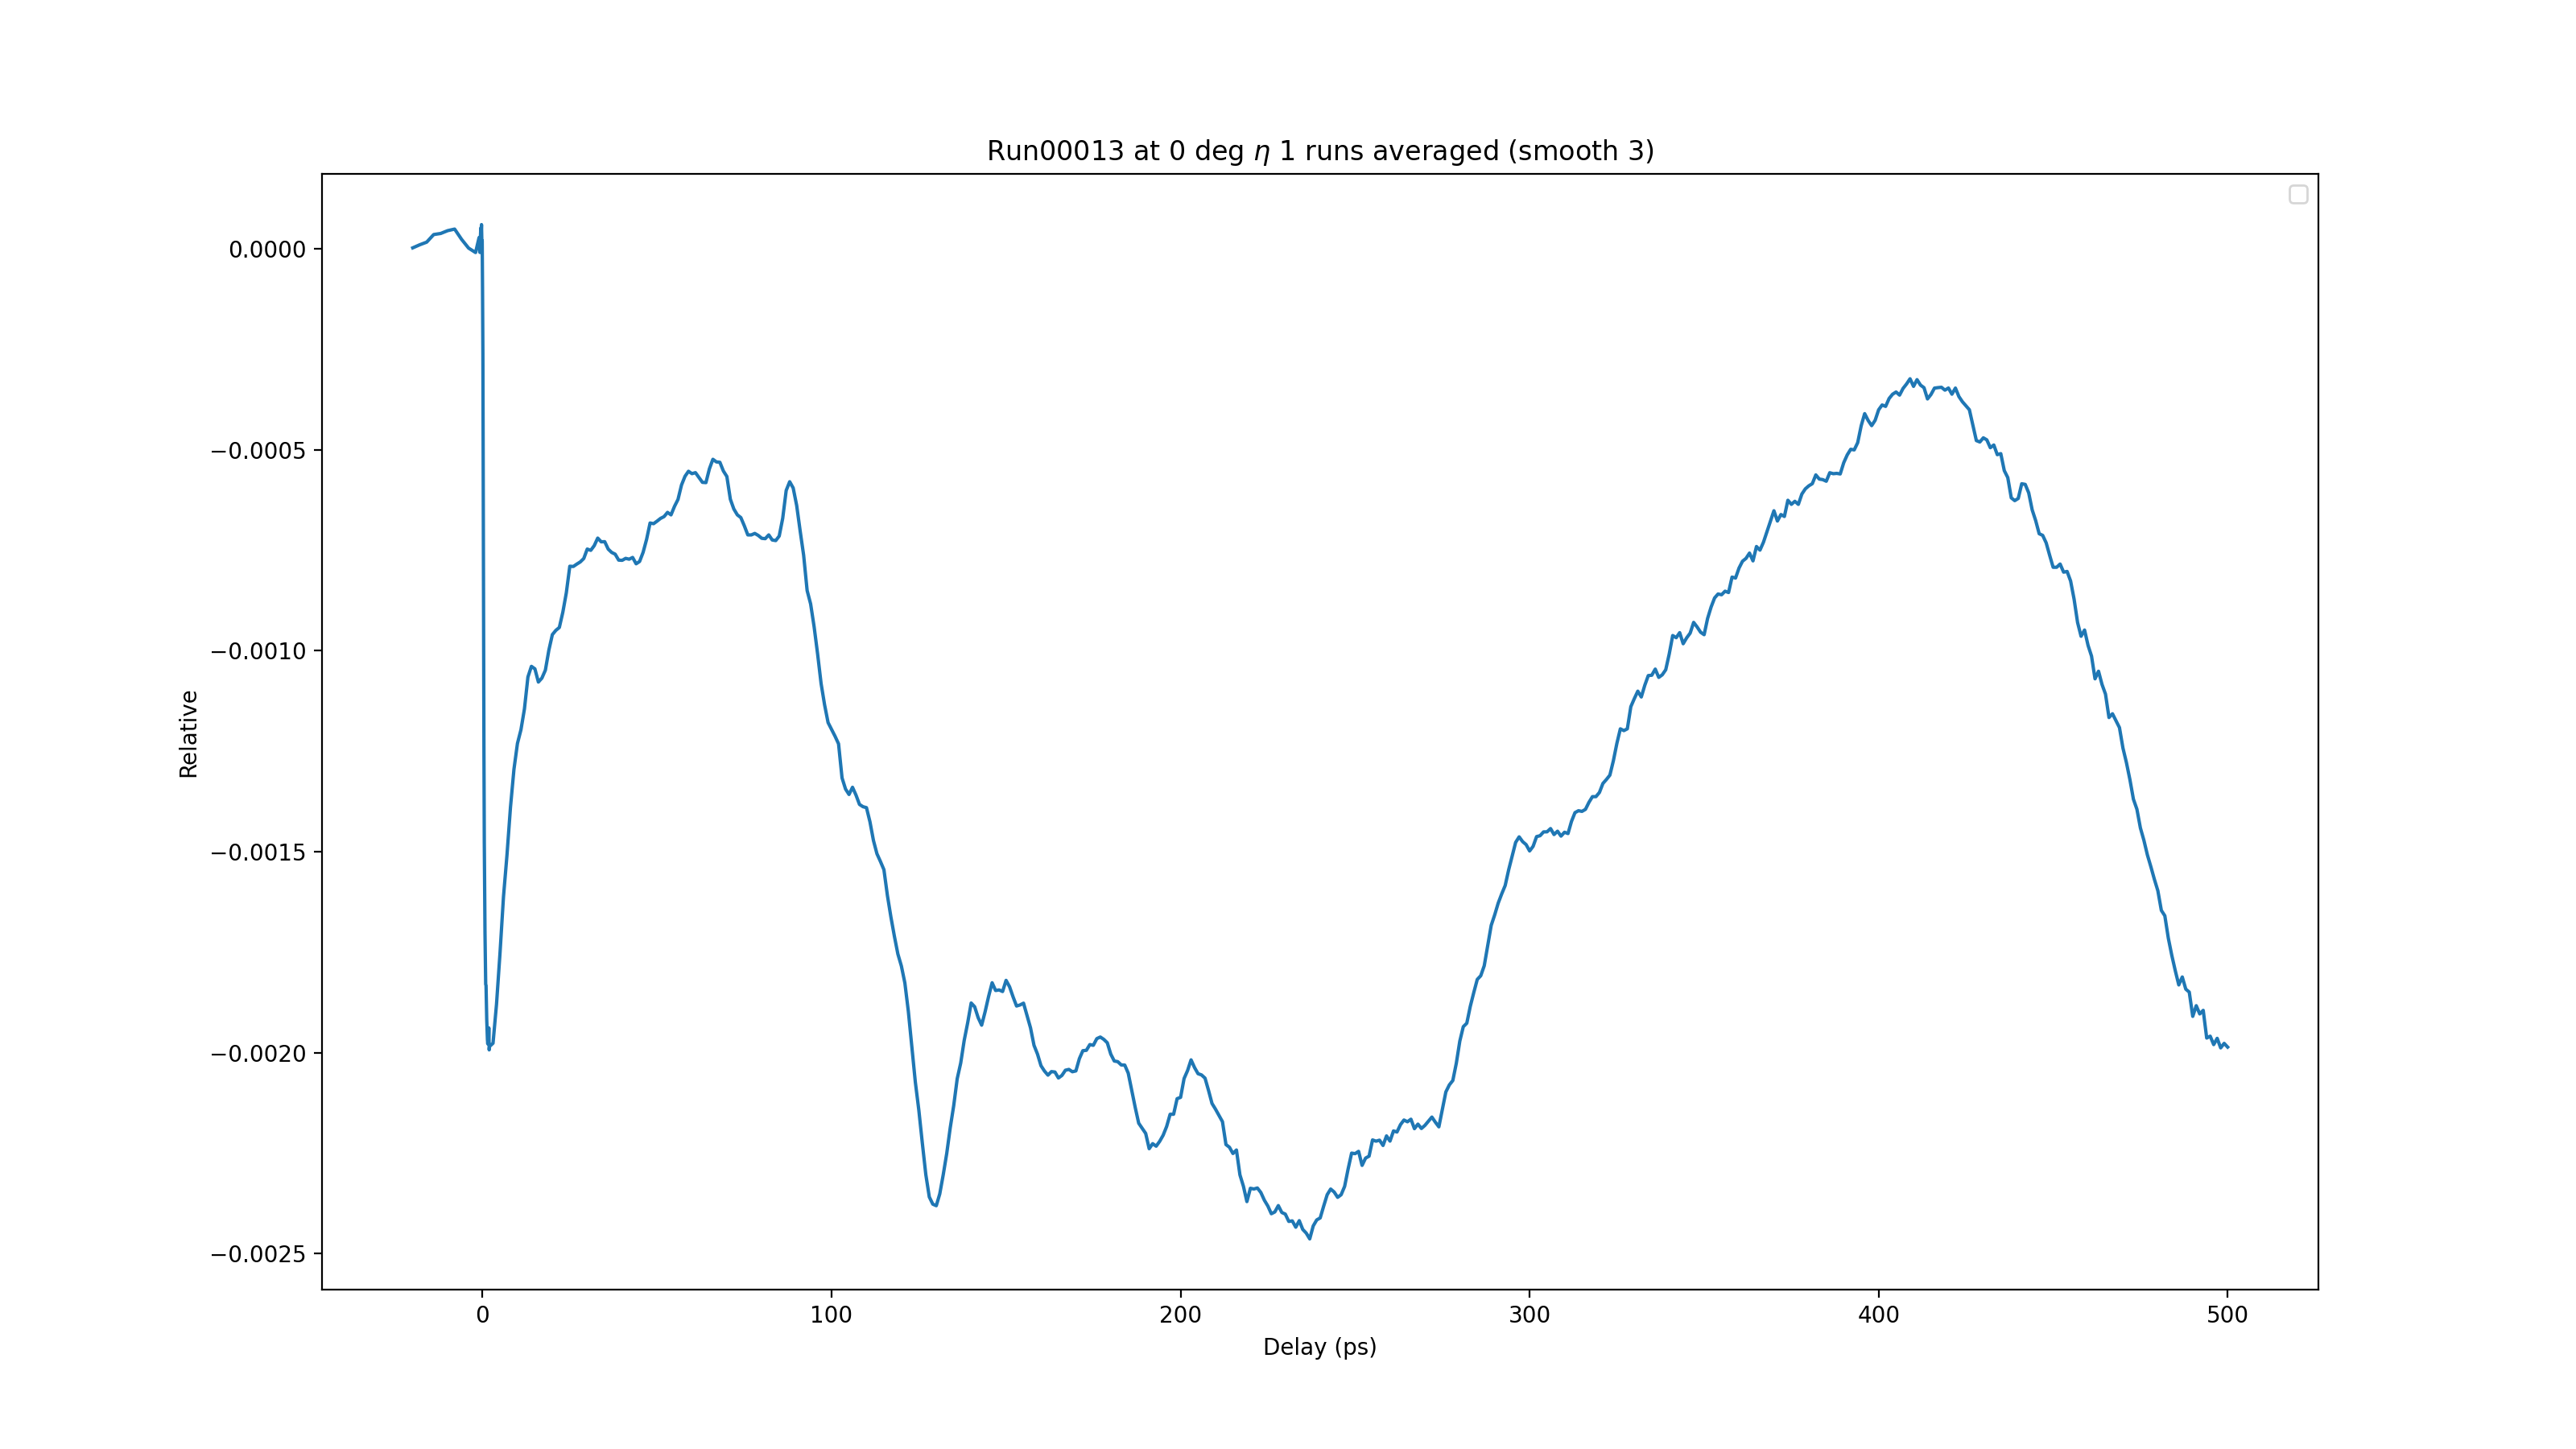 Run00013 at 0 deg η 1 runs averaged (smooth 3)
0.0000
−0.0005
−0.0010
−0.0015
−0.0020
−0.0025
Relative
0 100 200 300 400 500
Delay (ps)